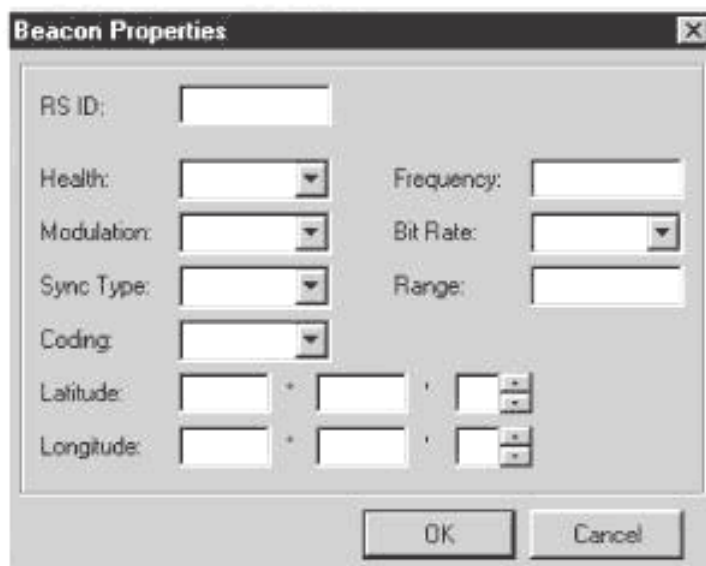 Beacon Properties
RS ID:
Health:
Frequency:
Modulation:
Bit Rate:
Sync Type:
Range:
Coding:
Latitude: ° '
Longitude: ° '
OK
Cancel